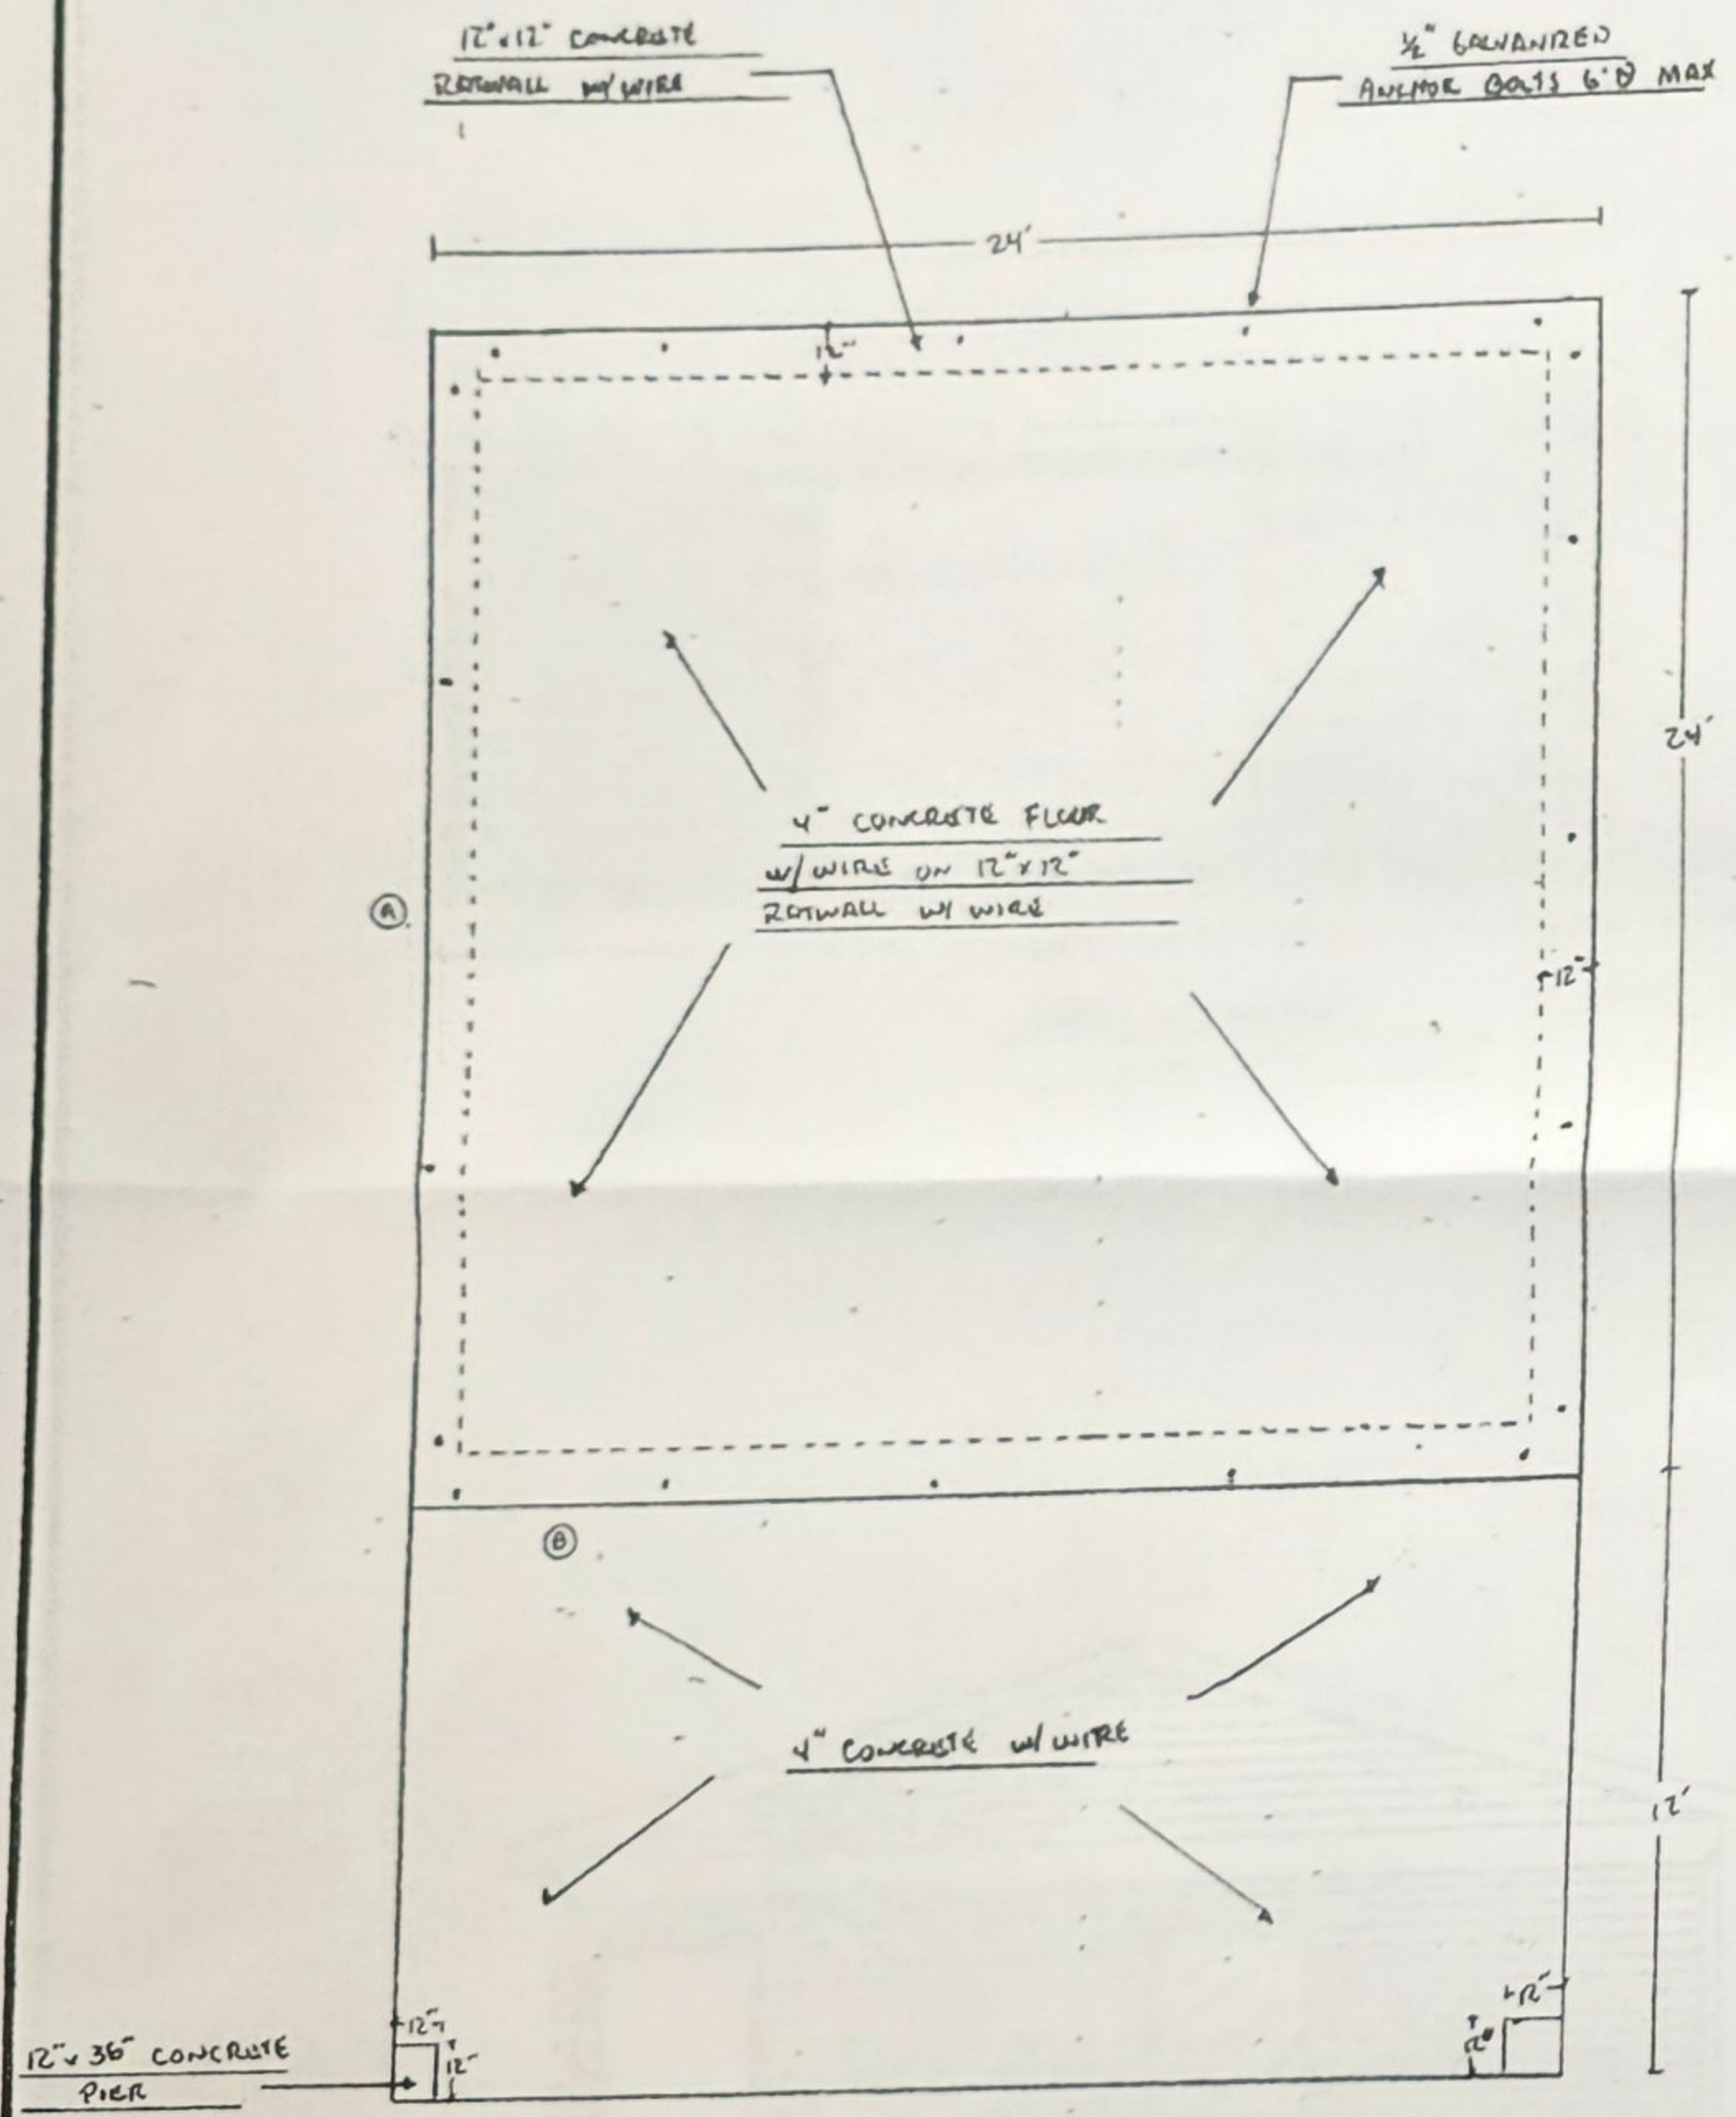 12"x12" CONCRETE
RATWALL W/ WIRE
1/2" GALVANIZED
ANCHOR BOLTS 6'0 MAX
24'
12"
24'
4" CONCRETE FLOOR
W/ WIRE ON 12"x12"
RATWALL W/ WIRE
A
12"
B
4" CONCRETE W/ WIRE
12'
12"
12"
12"
12"
12"x36" CONCRETE
PIER